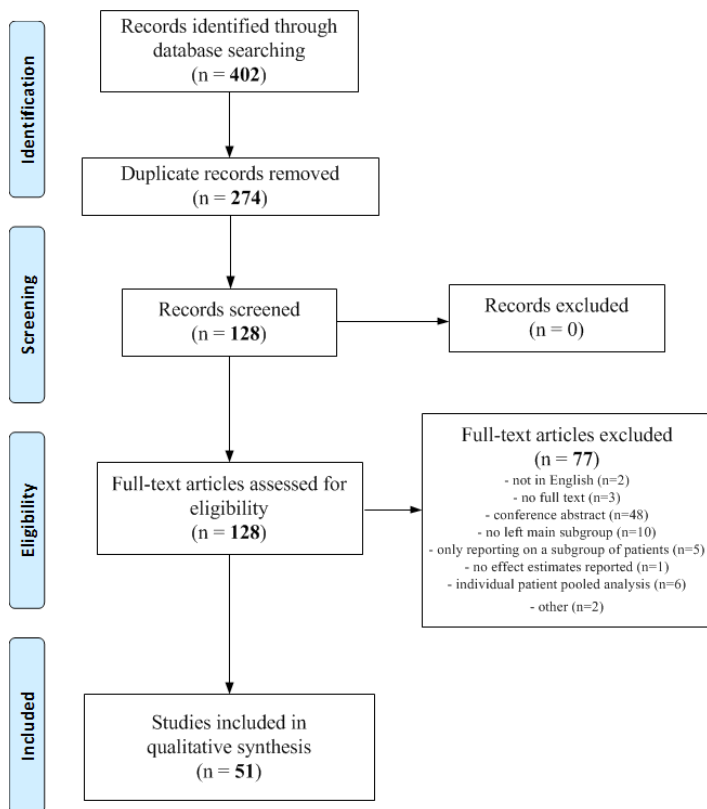 Identification
Records identified through
database searching
(n = 402)
Duplicate records removed
(n = 274)
Screening
Records screened
(n = 128)
Records excluded
(n = 0)
Eligibility
Full-text articles assessed for
eligibility
(n = 128)
Full-text articles excluded
(n = 77)
- not in English (n=2)
- no full text (n=3)
- conference abstract (n=48)
- no left main subgroup (n=10)
- only reporting on a subgroup of patients (n=5)
- no effect estimates reported (n=1)
- individual patient pooled analysis (n=6)
- other (n=2)
Included
Studies included in
qualitative synthesis
(n = 51)